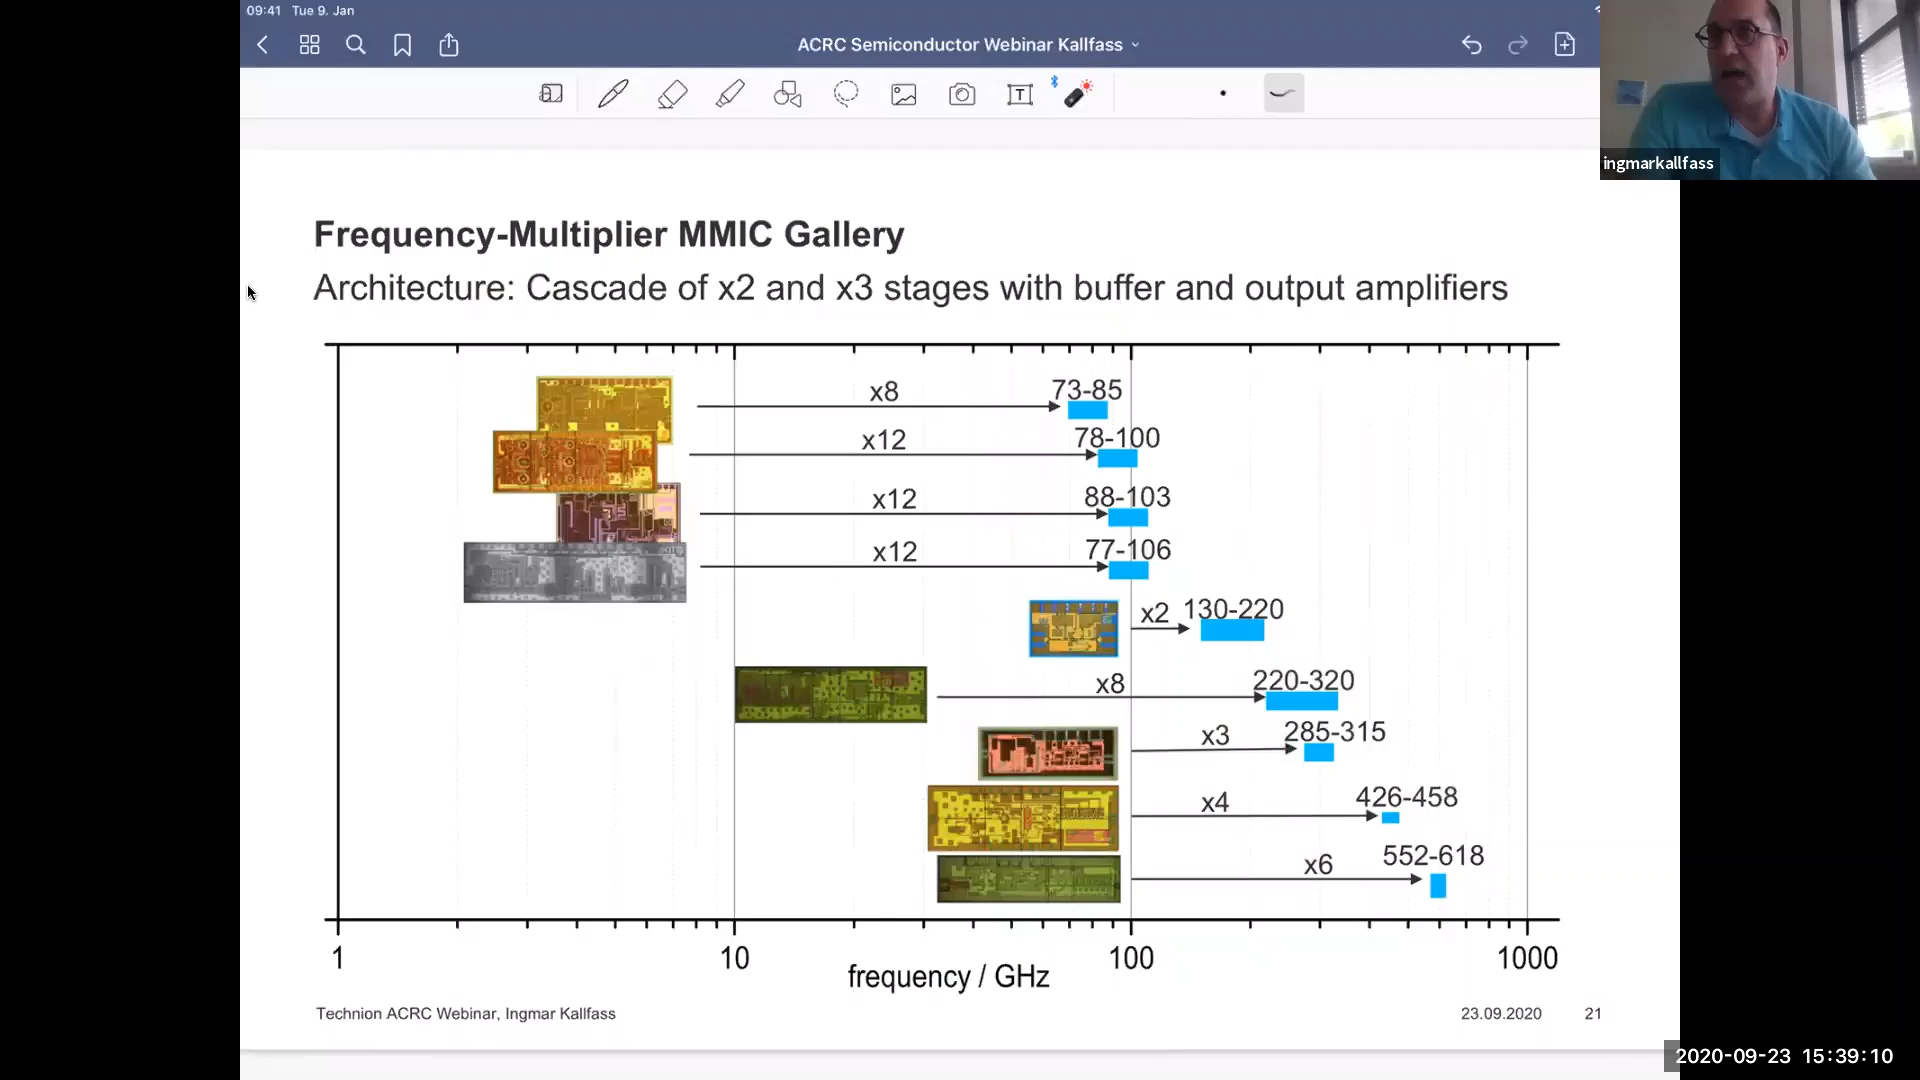 09:41 Tue 9. Jan
ACRC Semiconductor Webinar Kallfass
T
ingmarkallfass
Frequency-Multiplier MMIC Gallery
Architecture: Cascade of x2 and x3 stages with buffer and output amplifiers
x8 73-85
x12 78-100
x12 88-103
x12 77-106
x2 130-220
x8 220-320
x3 285-315
x4 426-458
x6 552-618
1 10 100 1000
frequency / GHz
Technion ACRC Webinar, Ingmar Kallfass 23.09.2020 21
2020-09-23 15:39:10